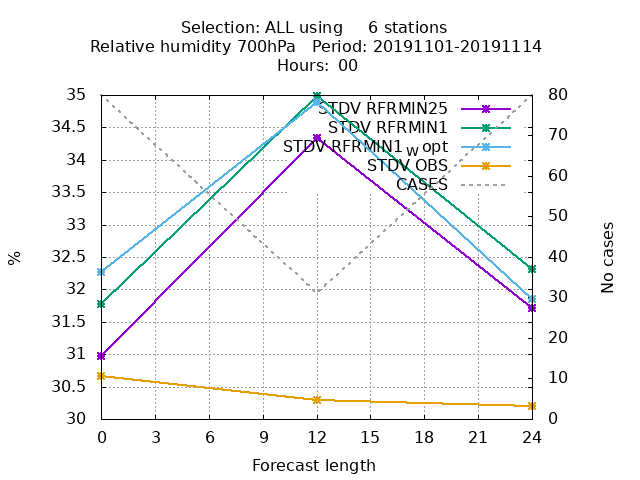 Selection: ALL using     6 stations
Relative humidity 700hPa   Period: 20191101-20191114
Hours: 00
35
34.5
34
33.5
33
32.5
32
31.5
31
30.5
30
%
80
70
60
50
40
30
20
10
0
No cases
STDV RFRMIN25
STDV RFRMIN1
STDV RFRMIN1 w opt
STDV OBS
CASES
0 3 6 9 12 15 18 21 24
Forecast length